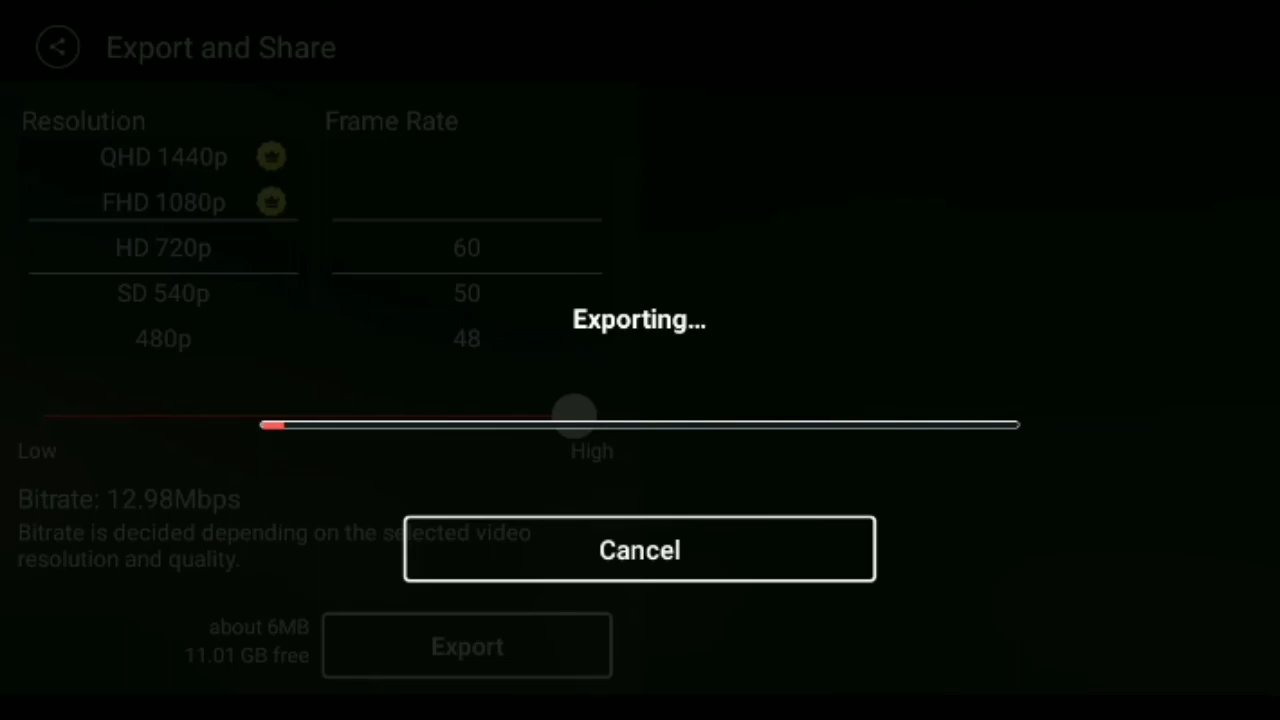 Export and Share
Resolution
Frame Rate
QHD 1440p
FHD 1080p
HD 720p
60
SD 540p
50
480p
48
Exporting...
Low
High
Bitrate: 12.98Mbps
Bitrate is decided depending on the selected video
resolution and quality.
Cancel
about 6MB
11.01 GB free
Export